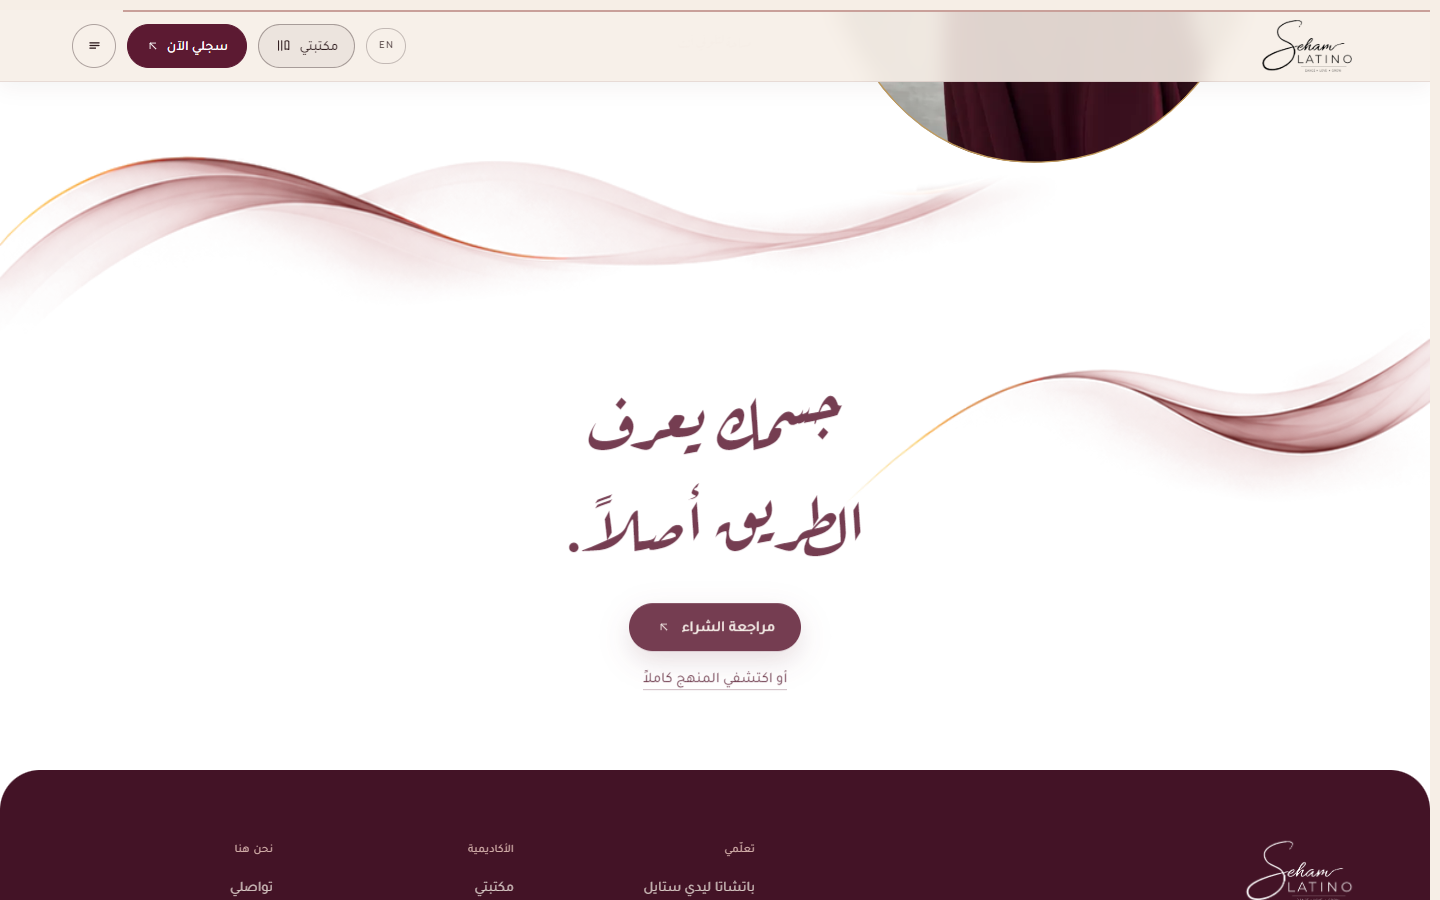 Seham
LATINO
EN
مكتبتي
سجلي الآن
جسمك يعرف
الطريق أصلاً.
مراجعة الشراء
أو اكتشفي المنهج كاملاً
Seham
LATINO
تعلّمي
الأكاديمية
نحن هنا
باتشاتا ليدي ستايل
مكتبتي
تواصلي